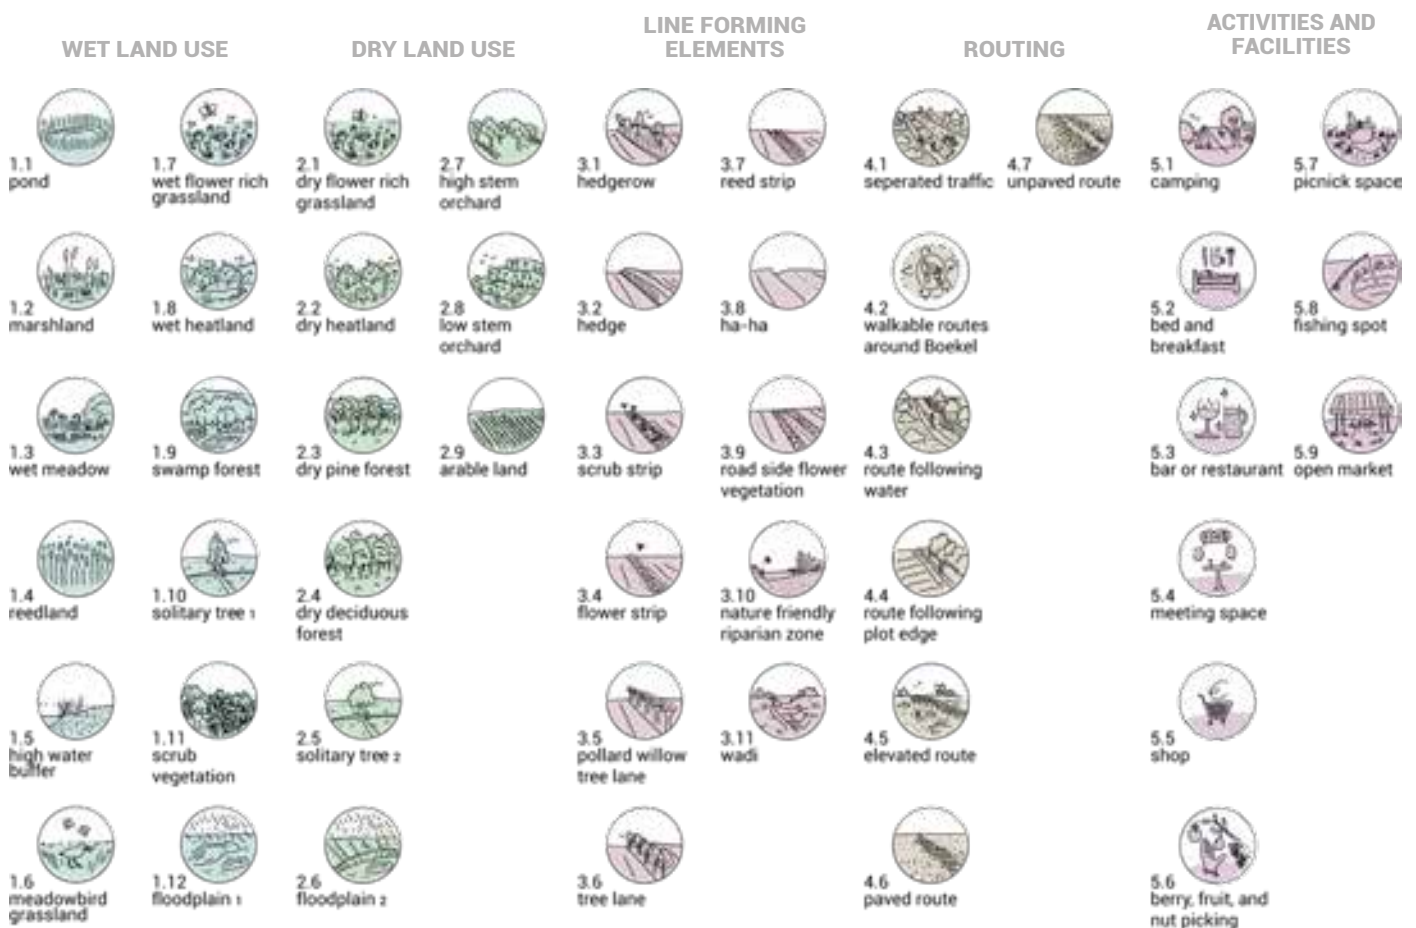 WET LAND USE
DRY LAND USE
LINE FORMING
ELEMENTS
ROUTING
ACTIVITIES AND
FACILITIES
1.1
pond
1.7
wet flower rich
grassland
2.1
dry flower rich
grassland
2.7
high stem
orchard
3.1
hedgerow
3.7
reed strip
4.1
seperated traffic
4.7
unpaved route
5.1
camping
5.7
picnick space
1.2
marshland
1.8
wet heatland
2.2
dry heatland
2.8
low stem
orchard
3.2
hedge
3.8
ha-ha
4.2
walkable routes
around Boekel
5.2
bed and
breakfast
5.8
fishing spot
1.3
wet meadow
1.9
swamp forest
2.3
dry pine forest
2.9
arable land
3.3
scrub strip
3.9
road side flower
vegetation
4.3
route following
water
5.3
bar or restaurant
5.9
open market
1.4
reedland
1.10
solitary tree 1
2.4
dry deciduous
forest
3.4
flower strip
3.10
nature friendly
riparian zone
4.4
route following
plot edge
5.4
meeting space
1.5
high water
buffer
1.11
scrub
vegetation
2.5
solitary tree 2
3.5
pollard willow
tree lane
3.11
wadi
4.5
elevated route
5.5
shop
1.6
meadowbird
grassland
1.12
floodplain 1
2.6
floodplain 2
3.6
tree lane
4.6
paved route
5.6
berry, fruit, and
nut picking